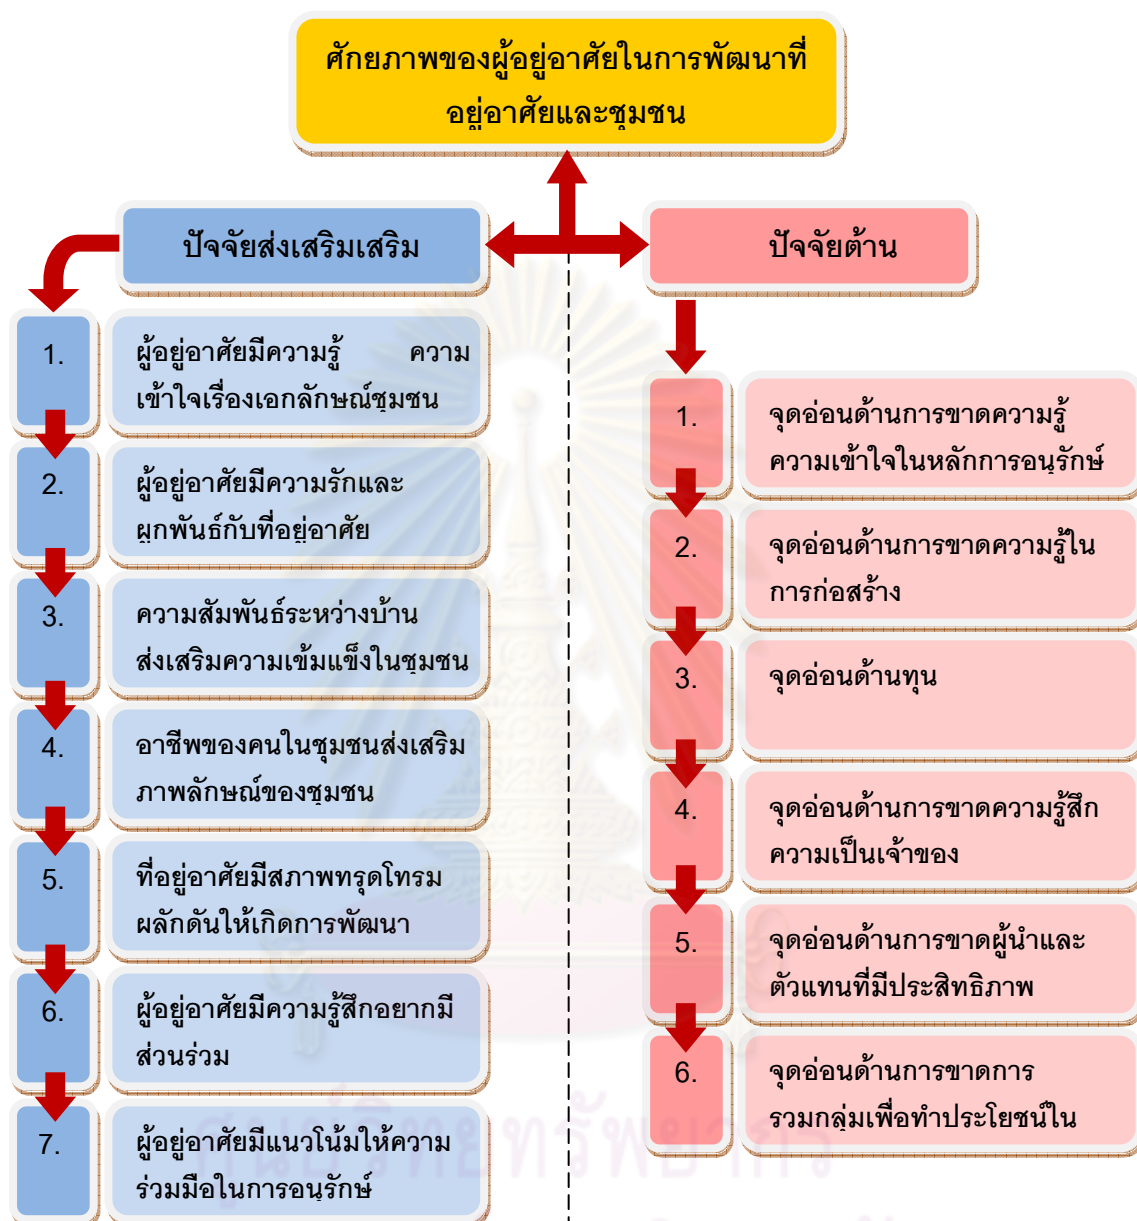 ศักยภาพของผู้อยู่อาศัยในการพัฒนาที่
อยู่อาศัยและชุมชน
ปัจจัยส่งเสริมเสริม
1.
ผู้อยู่อาศัยมีความรู้ ความ
เข้าใจเรื่องเอกลักษณ์ชุมชน
2.
ผู้อยู่อาศัยมีความรักและ
ผูกพันธ์กับที่อยู่อาศัย
3.
ความสัมพันธ์ระหว่างบ้าน
ส่งเสริมความเข้มแข็งในชุมชน
4.
อาชีพของคนในชุมชนส่งเสริม
ภาพลักษณ์ของชุมชน
5.
ที่อยู่อาศัยมีสภาพทรุดโทรม
ผลักดันให้เกิดการพัฒนา
6.
ผู้อยู่อาศัยมีความรู้สึกอยากมี
ส่วนร่วม
7.
ผู้อยู่อาศัยมีแนวโน้มให้ความ
ร่วมมือในการอนุรักษ์
ปัจจัยต้าน
1.
จุดอ่อนด้านการขาดความรู้
ความเข้าใจในหลักการอนุรักษ์
2.
จุดอ่อนด้านการขาดความรู้ใน
การก่อสร้าง
3.
จุดอ่อนด้านทุน
4.
จุดอ่อนด้านการขาดความรู้สึก
ความเป็นเจ้าของ
5.
จุดอ่อนด้านการขาดผู้นำและ
ตัวแทนที่มีประสิทธิภาพ
6.
จุดอ่อนด้านการขาดการ
รวมกลุ่มเพื่อทำประโยชน์ใน
ศูนย์วิทยทรัพยากร